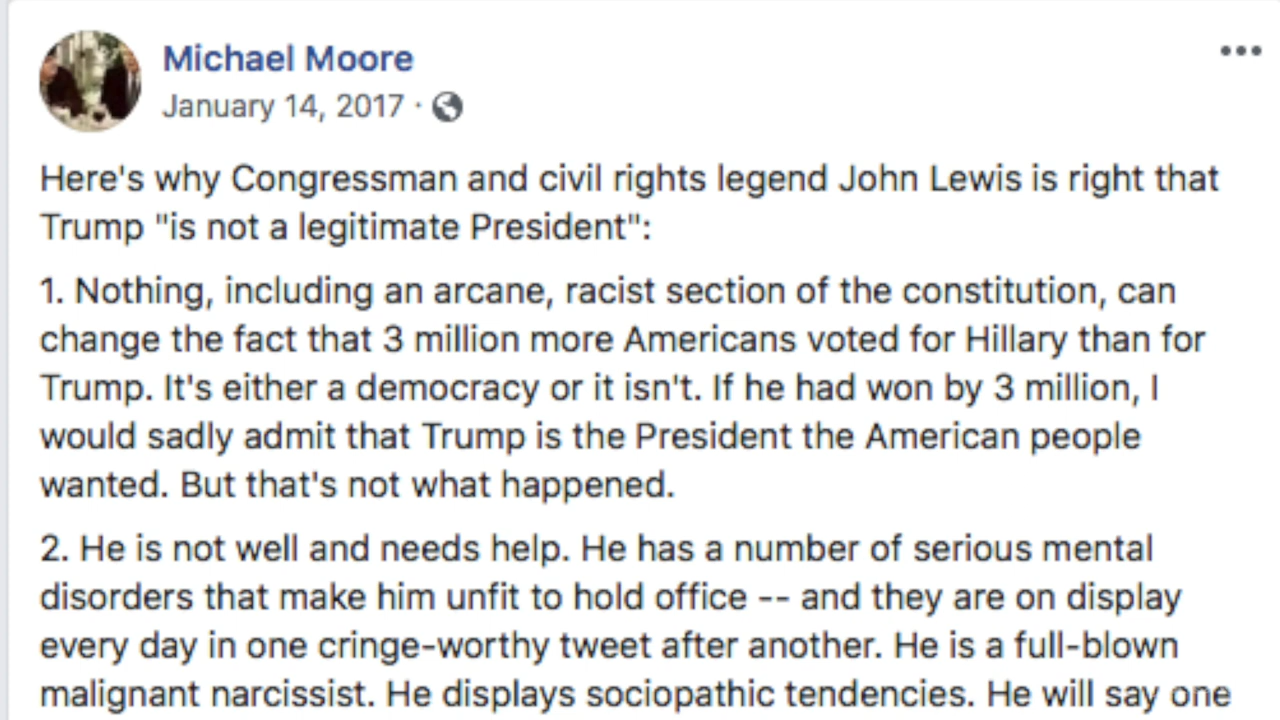 Michael Moore
January 14, 2017 ·
Here's why Congressman and civil rights legend John Lewis is right that
Trump "is not a legitimate President":
1. Nothing, including an arcane, racist section of the constitution, can
change the fact that 3 million more Americans voted for Hillary than for
Trump. It's either a democracy or it isn't. If he had won by 3 million, I
would sadly admit that Trump is the President the American people
wanted. But that's not what happened.
2. He is not well and needs help. He has a number of serious mental
disorders that make him unfit to hold office -- and they are on display
every day in one cringe-worthy tweet after another. He is a full-blown
malignant narcissist. He displays sociopathic tendencies. He will say one